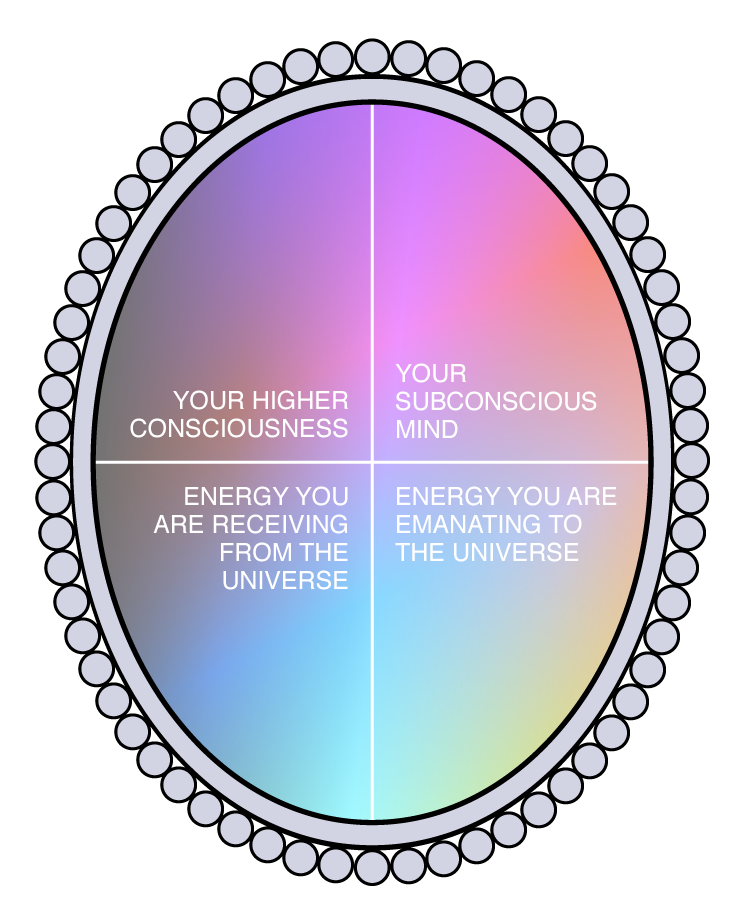 YOUR HIGHER
CONSCIOUSNESS
YOUR
SUBCONSCIOUS
MIND
ENERGY YOU
ARE RECEIVING
FROM THE
UNIVERSE
ENERGY YOU ARE
EMANATING TO
THE UNIVERSE